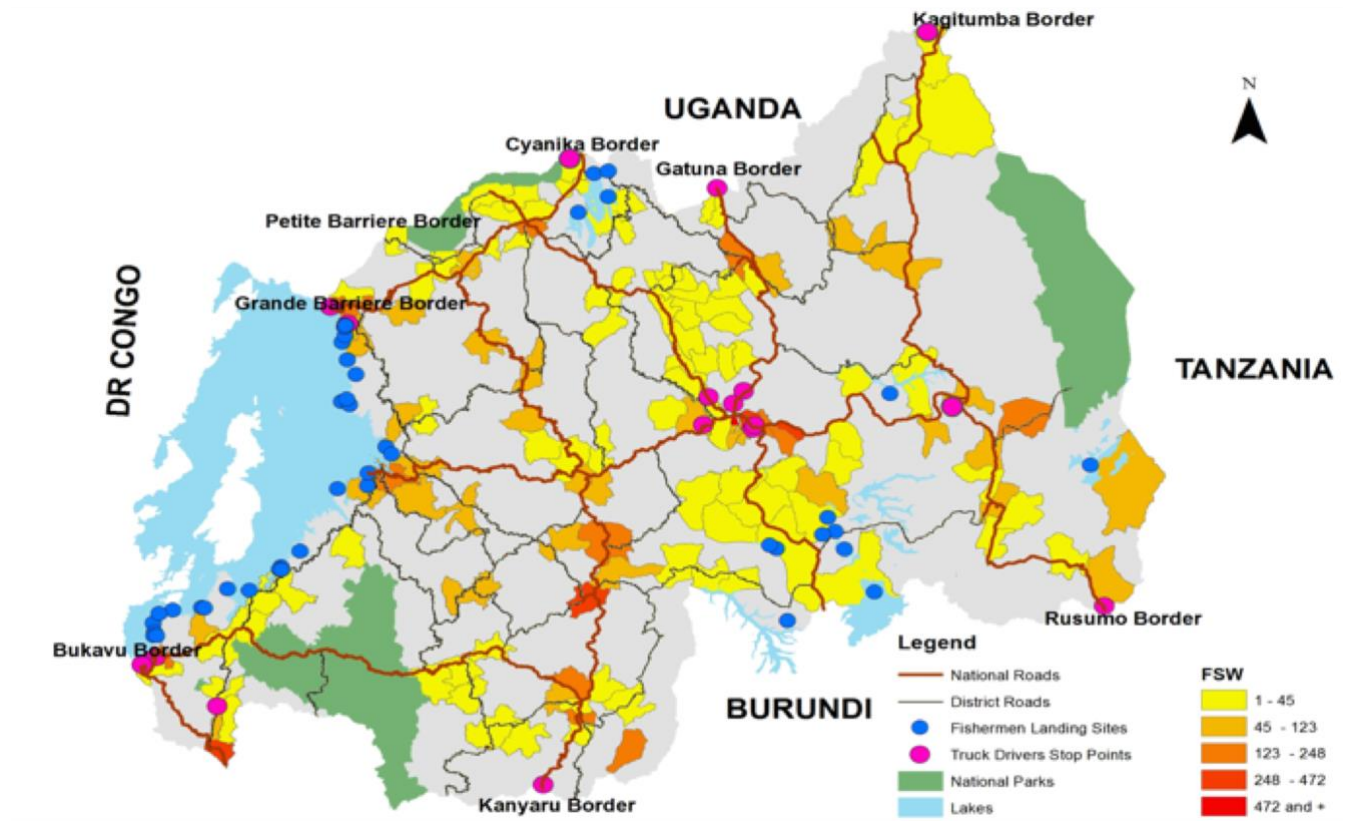 Kagitumba Border
N
UGANDA
Cyanika Border
Gatuna Border
Petite Barriere Border
DR CONGO
Grande Barriere Border
TANZANIA
Rusumo Border
Bukavu Border
BURUNDI
Kanyaru Border
Legend
National Roads
District Roads
Fishermen Landing Sites
Truck Drivers Stop Points
National Parks
Lakes
FSW
1 - 45
45 - 123
123 - 248
248 - 472
472 and +